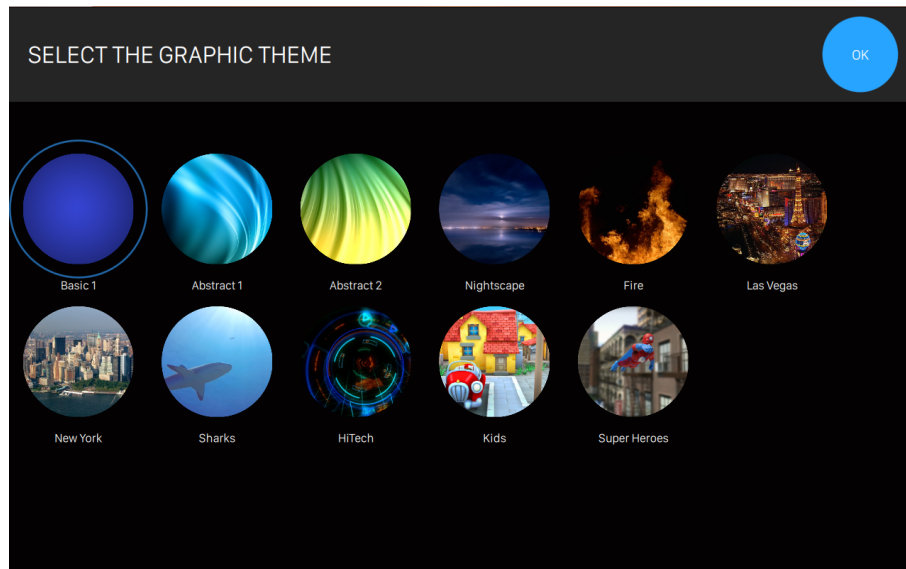 SELECT THE GRAPHIC THEME
OK
Basic 1
Abstract 1
Abstract 2
Nightscape
Fire
Las Vegas
New York
Sharks
HiTech
Kids
Super Heroes